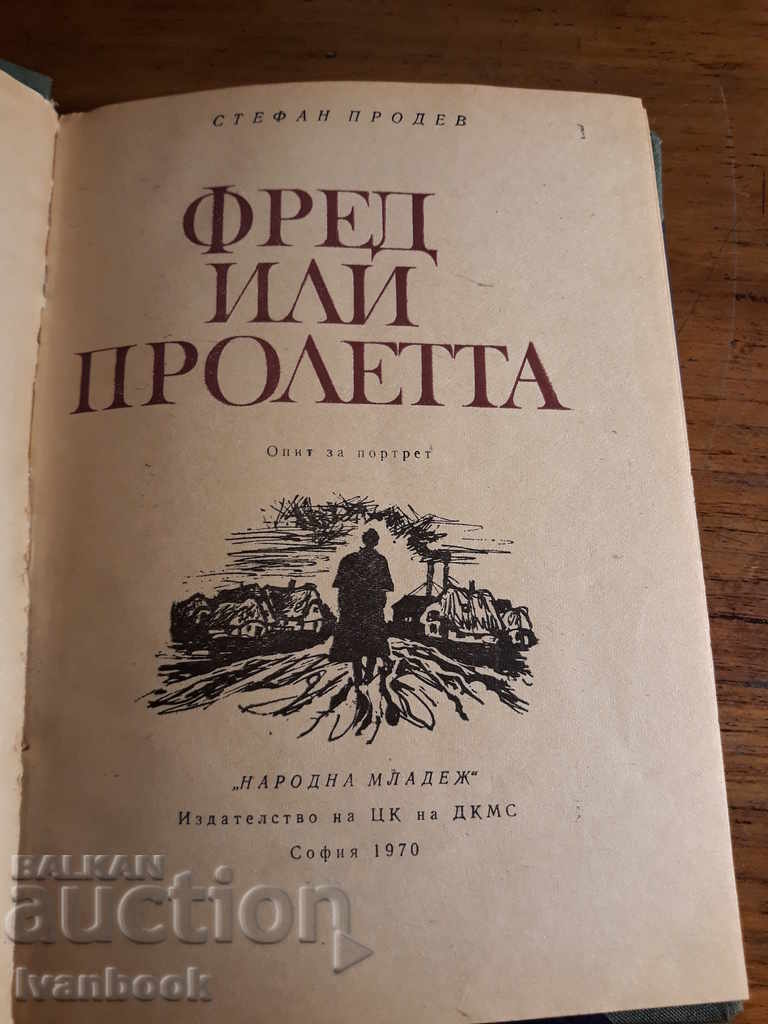 СТЕФАН ПРОДЕВ
ФРЕД
ИЛИ
ПРОЛЕТТА
Опит за портрет
„НАРОДНА МЛАДЕЖ“
Издателство на ЦК на ДКМС
София 1970
BALKAN
auction
Ivanbook